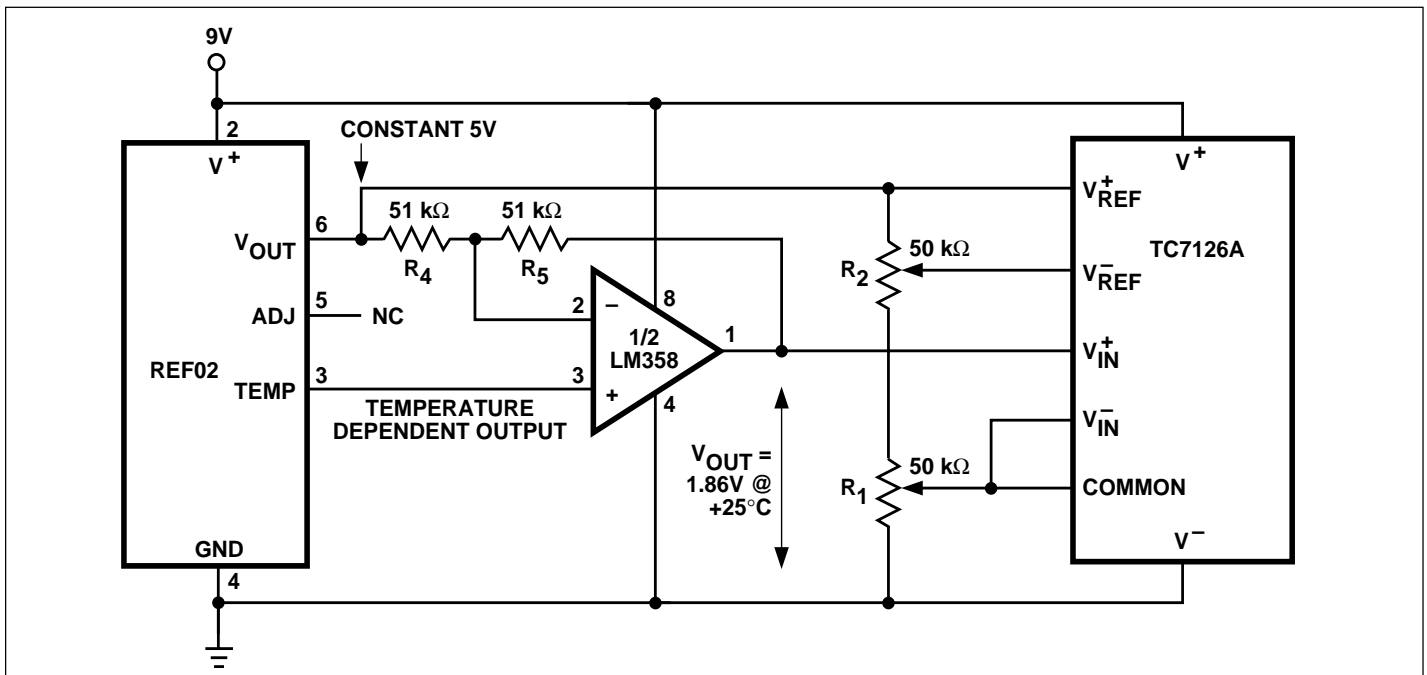 9V
2
V+
CONSTANT 5V
6
VOUT
51 kΩ
R4
51 kΩ
R5
5
ADJ
NC
REF02
3
TEMP
TEMPERATURE
DEPENDENT OUTPUT
GND
4
2
–
8
1/2
LM358
1
3
+
4
VOUT =
1.86V @
+25°C
50 kΩ
R2
50 kΩ
R1
V+
V+REF
TC7126A
V–REF
V+IN
V–IN
COMMON
V–